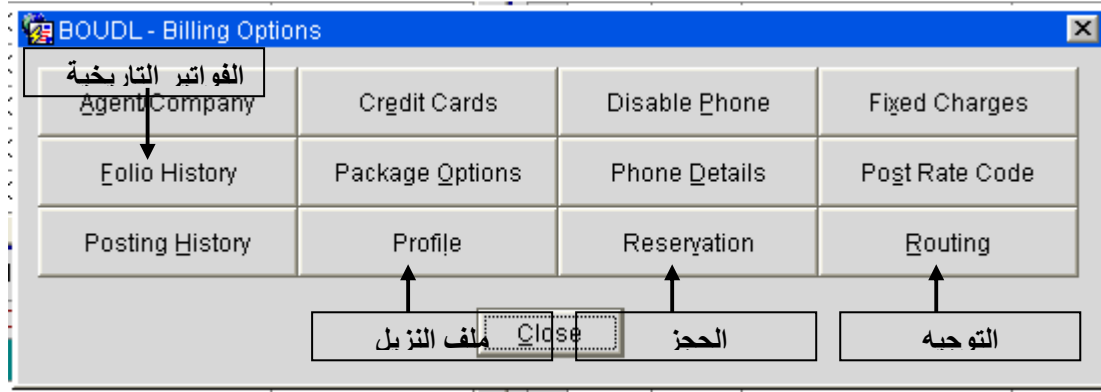 BOUDL - Billing Options
الفواتير التاريخية
Agent/Company
Credit Cards
Disable Phone
Fixed Charges
Folio History
Package Options
Phone Details
Post Rate Code
Posting History
Profile
Reservation
Routing
Close
ملف النزيل
الحجز
التوجيه